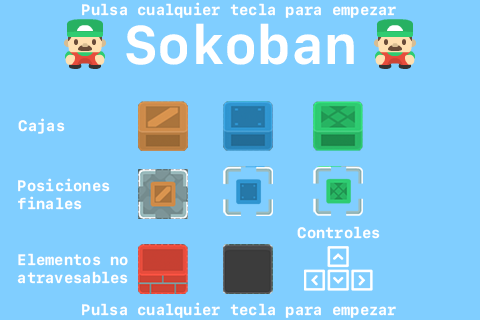 Pulsa cualquier tecla para empezar
Sokoban
Cajas
Posiciones
finales
Controles
Elementos no
atravesables
Pulsa cualquier tecla para empezar